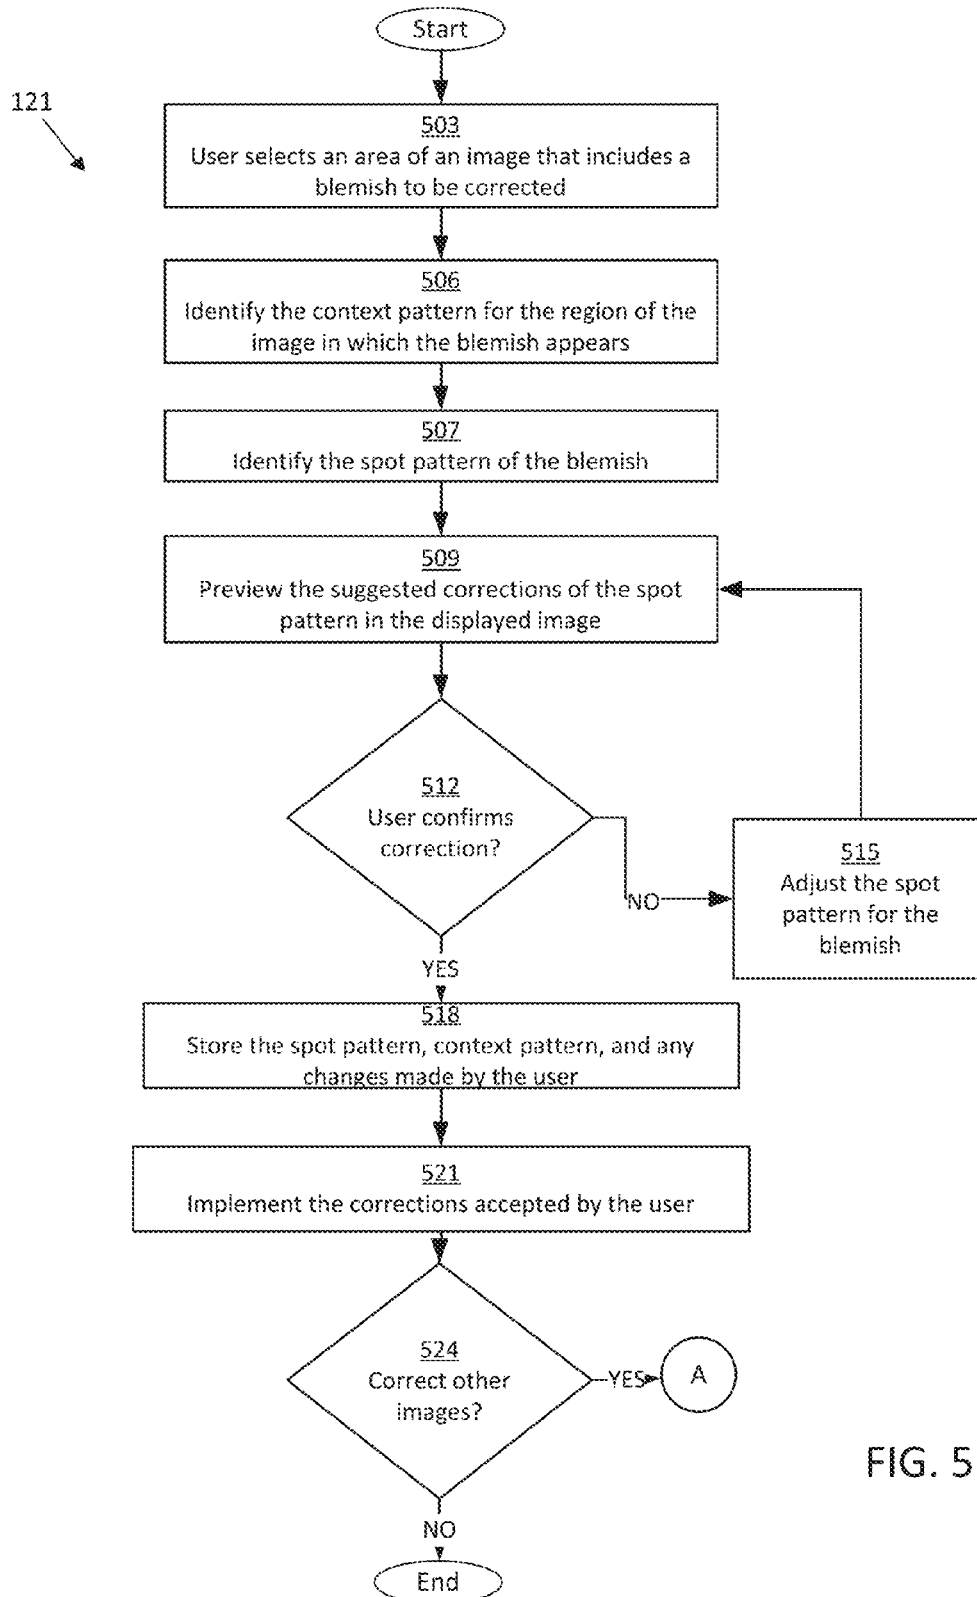 Start
121
503
User selects an area of an image that includes a
blemish to be corrected
506
Identify the context pattern for the region of the
image in which the blemish appears
507
Identify the spot pattern of the blemish
509
Preview the suggested corrections of the spot
pattern in the displayed image
512
User confirms
correction?
NO
515
Adjust the spot
pattern for the
blemish
YES
518
Store the spot pattern, context pattern, and any
changes made by the user
521
Implement the corrections accepted by the user
524
Correct other
images?
YES
A
FIG. 5
NO
End